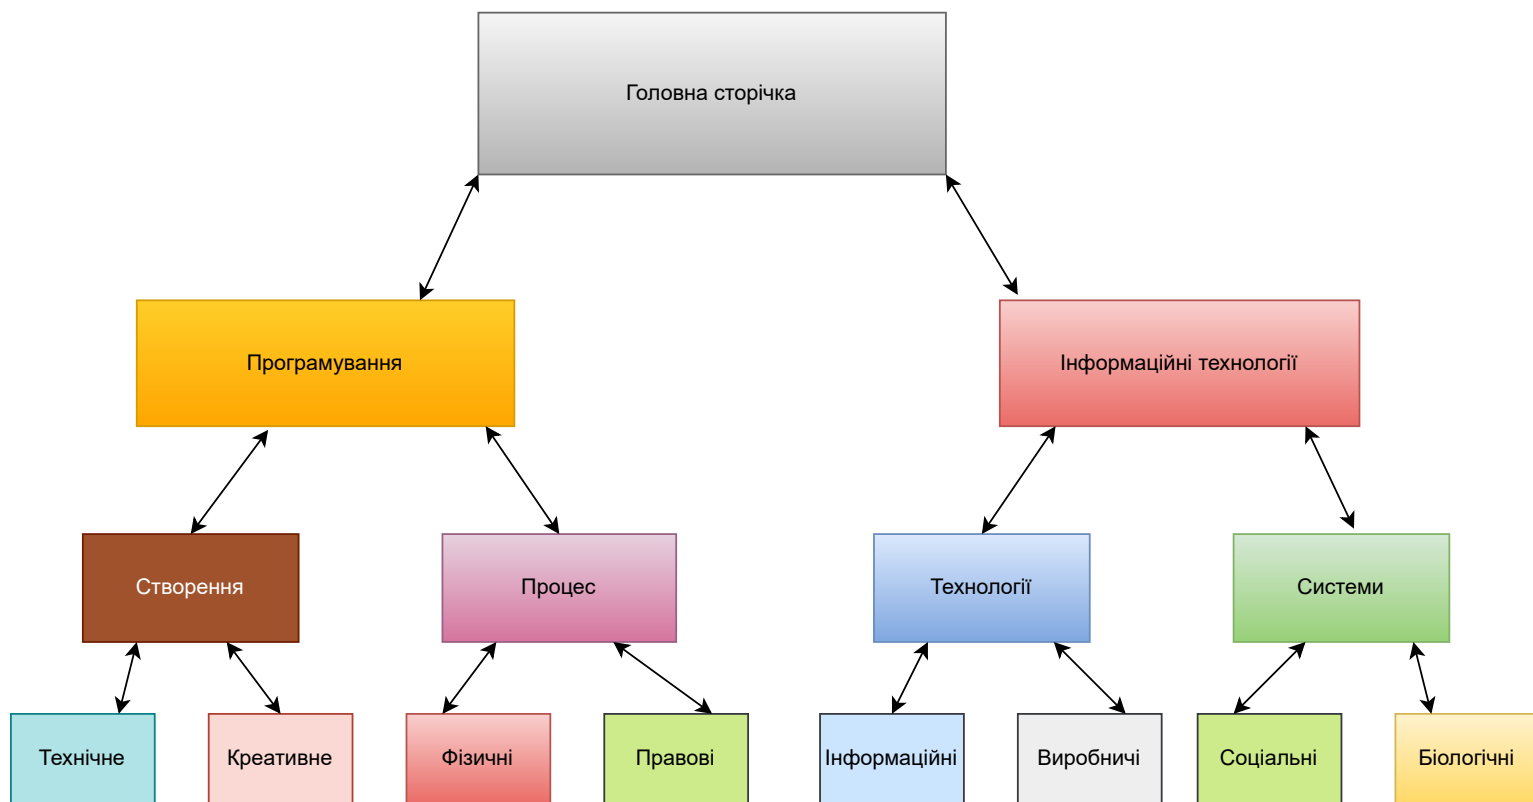 Головна сторічка
Програмування
Інформаційні технології
Створення
Процес
Технології
Системи
Технічне
Креативне
Фізичні
Правові
Інформаційні
Виробничі
Соціальні
Біологічні